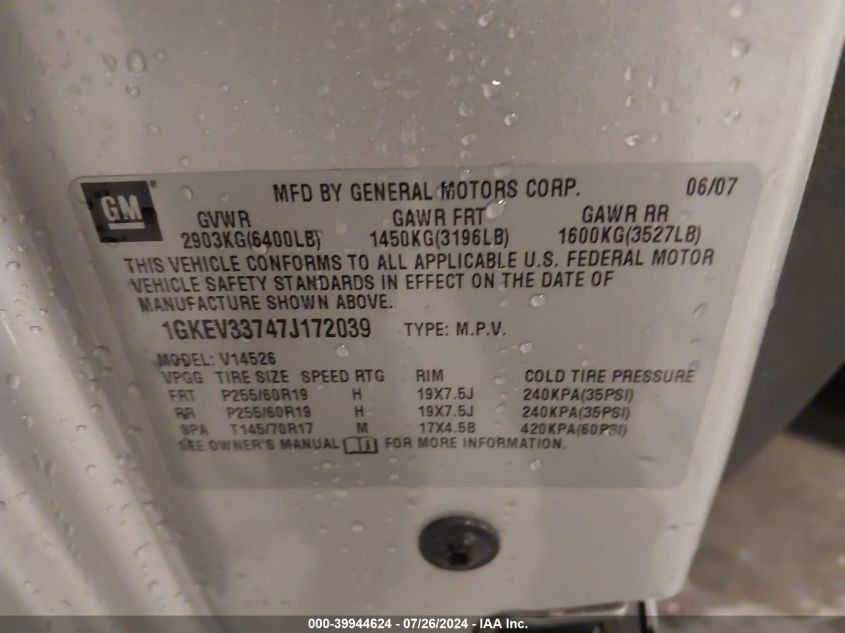 GM®
MFD BY GENERAL MOTORS CORP. 06/07
GVWR GAWR FRT GAWR RR
2903KG(6400LB) 1450KG(3196LB) 1600KG(3527LB)
THIS VEHICLE CONFORMS TO ALL APPLICABLE U.S. FEDERAL MOTOR
VEHICLE SAFETY STANDARDS IN EFFECT ON THE DATE OF
MANUFACTURE SHOWN ABOVE.
1GKEV33747J172039 TYPE: M.P.V.
MODEL: V14526
VPGG TIRE SIZE SPEED RTG RIM COLD TIRE PRESSURE
FRT P255/60R19 H 19X7.5J 240KPA(35PSI)
RR P255/60R19 H 19X7.5J 240KPA(35PSI)
SPA T145/70R17 M 17X4.5B 420KPA(60PSI)
SEE OWNER'S MANUAL FOR MORE INFORMATION.
000-39944624 / 07/26/2024 - IAA Inc.